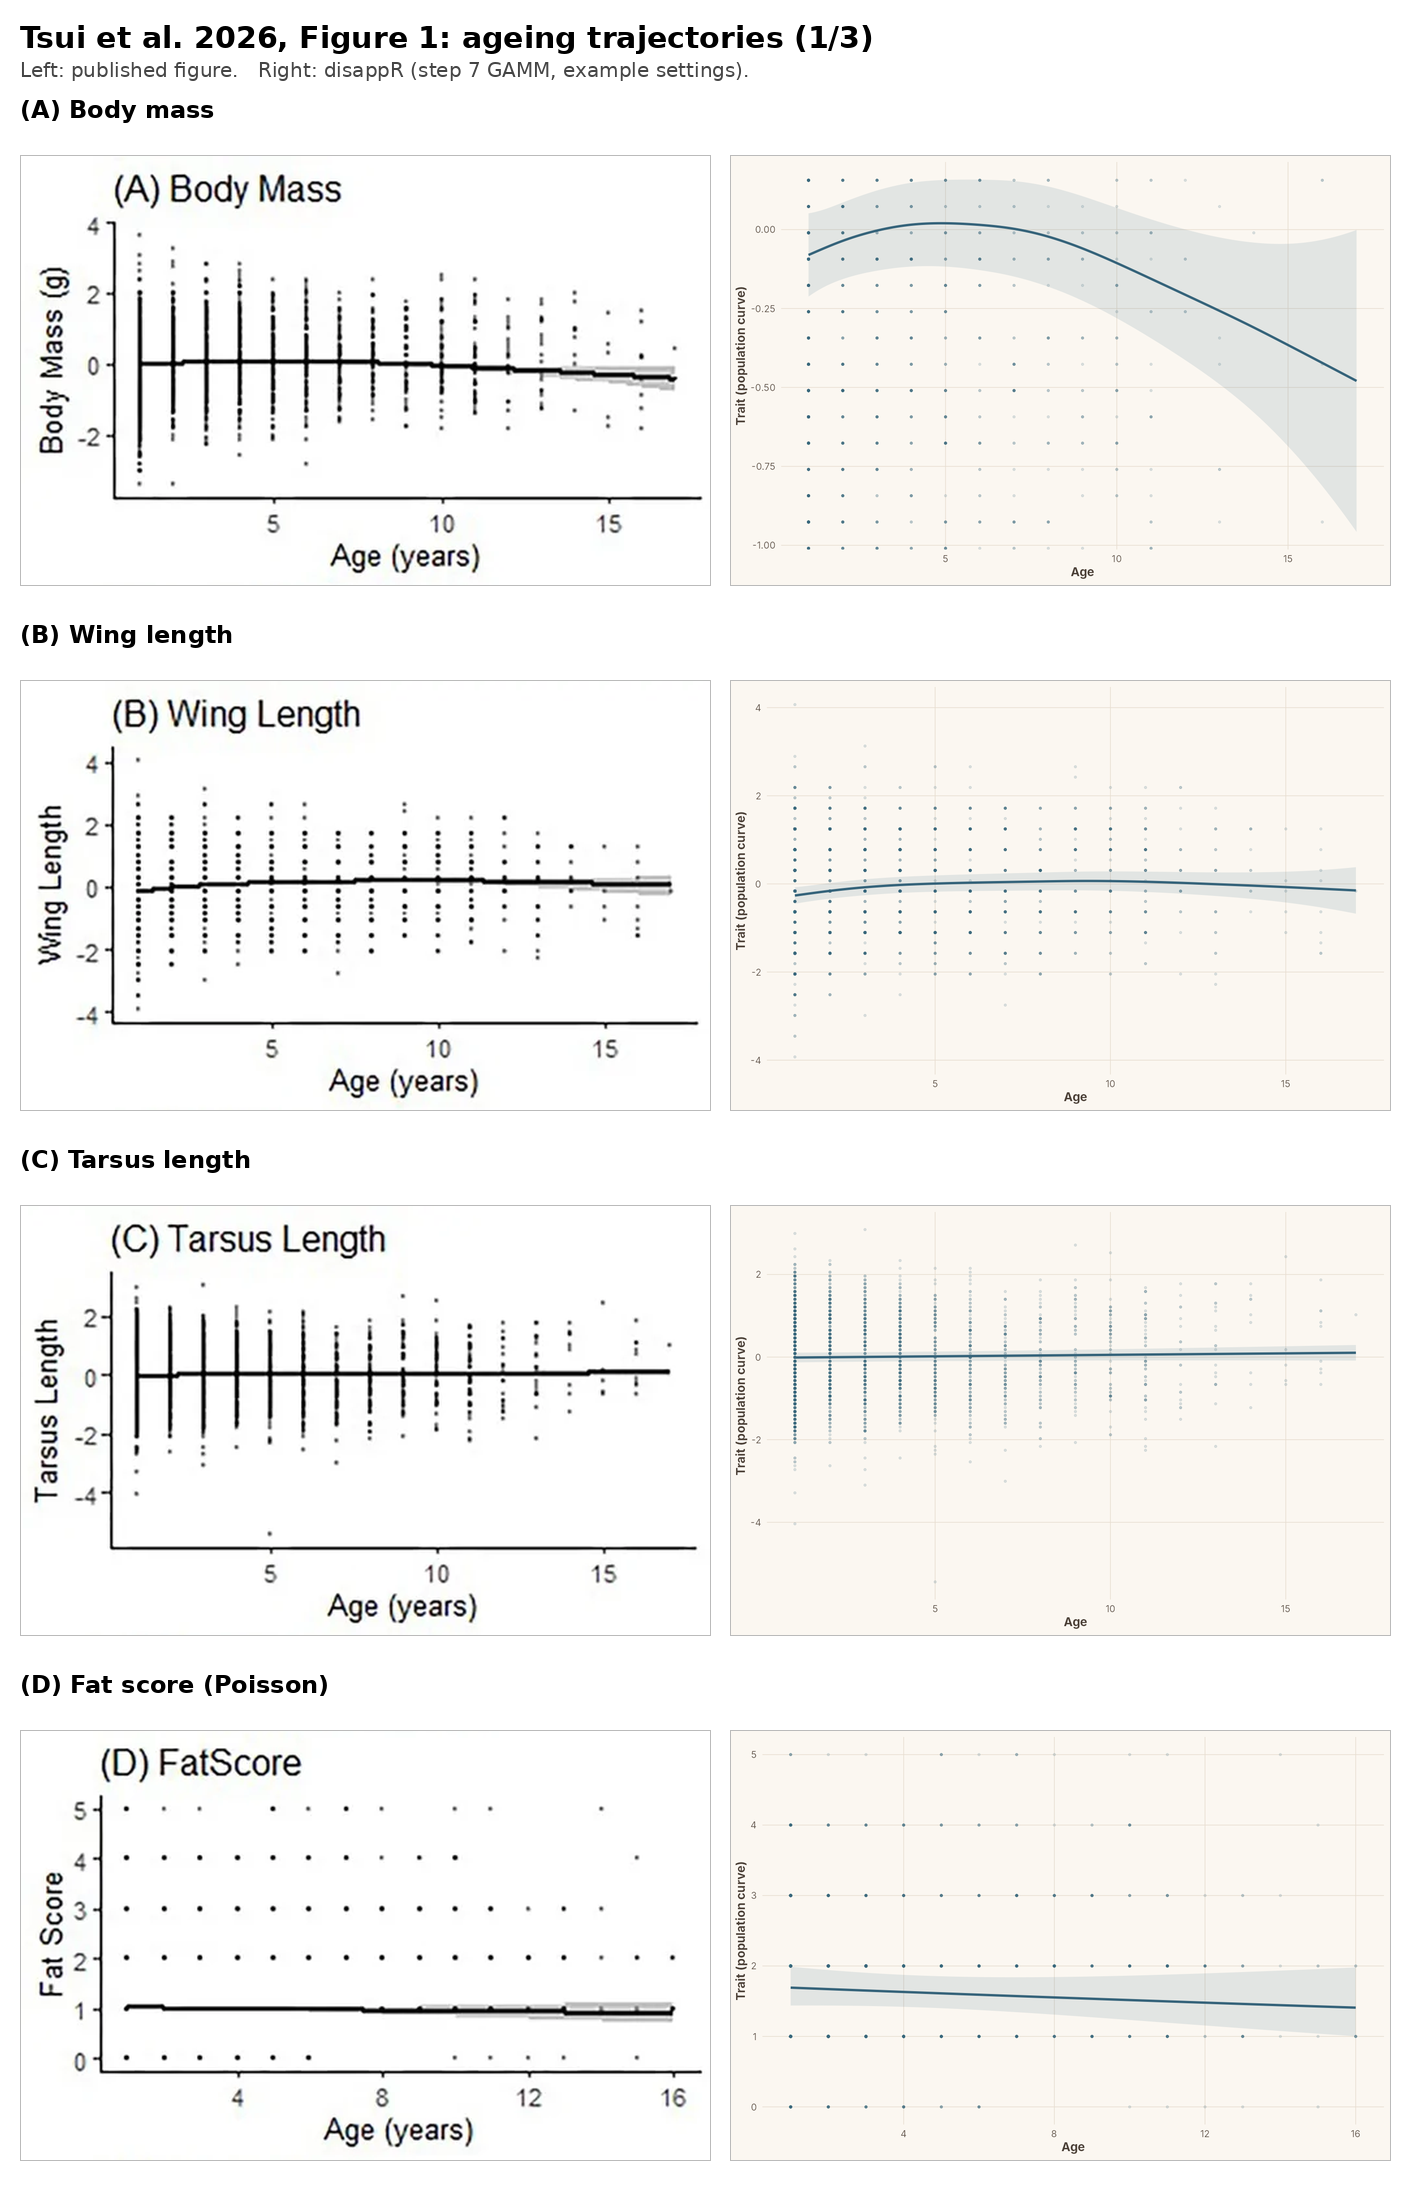 Tsui et al. 2026, Figure 1: ageing trajectories (1/3)
Left: published figure.   Right: disappR (step 7 GAMM, example settings).
(A) Body mass
(A) Body Mass
4
2
0
-2
Body Mass (g)
5
10
15
Age (years)
0.00
-0.25
-0.50
-0.75
-1.00
Trait (population curve)
5
10
15
Age
(B) Wing length
(B) Wing Length
4
2
0
-2
-4
Wing Length
5
10
15
Age (years)
4
2
0
-2
-4
Trait (population curve)
5
10
15
Age
(C) Tarsus length
(C) Tarsus Length
2
0
-2
-4
Tarsus Length
5
10
15
Age (years)
2
0
-2
-4
Trait (population curve)
5
10
15
Age
(D) Fat score (Poisson)
(D) FatScore
5
4
3
2
1
0
Fat Score
4
8
12
16
Age (years)
5
4
3
2
1
0
Trait (population curve)
4
8
12
16
Age